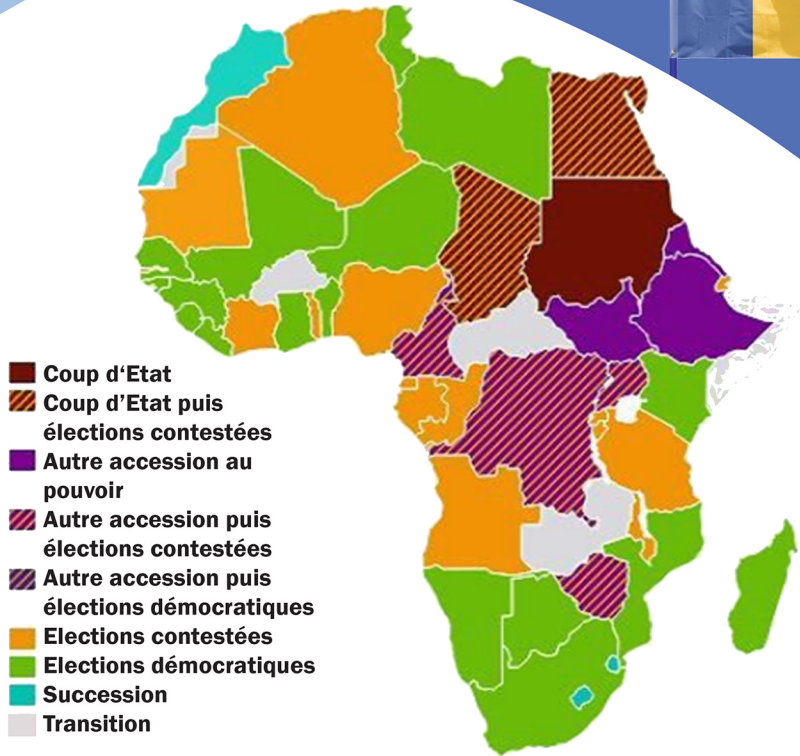 Coup d‘Etat
Coup d’Etat puis
élections contestées
Autre accession au
pouvoir
Autre accession puis
élections contestées
Autre accession puis
élections démocratiques
Elections contestées
Elections démocratiques
Succession
Transition